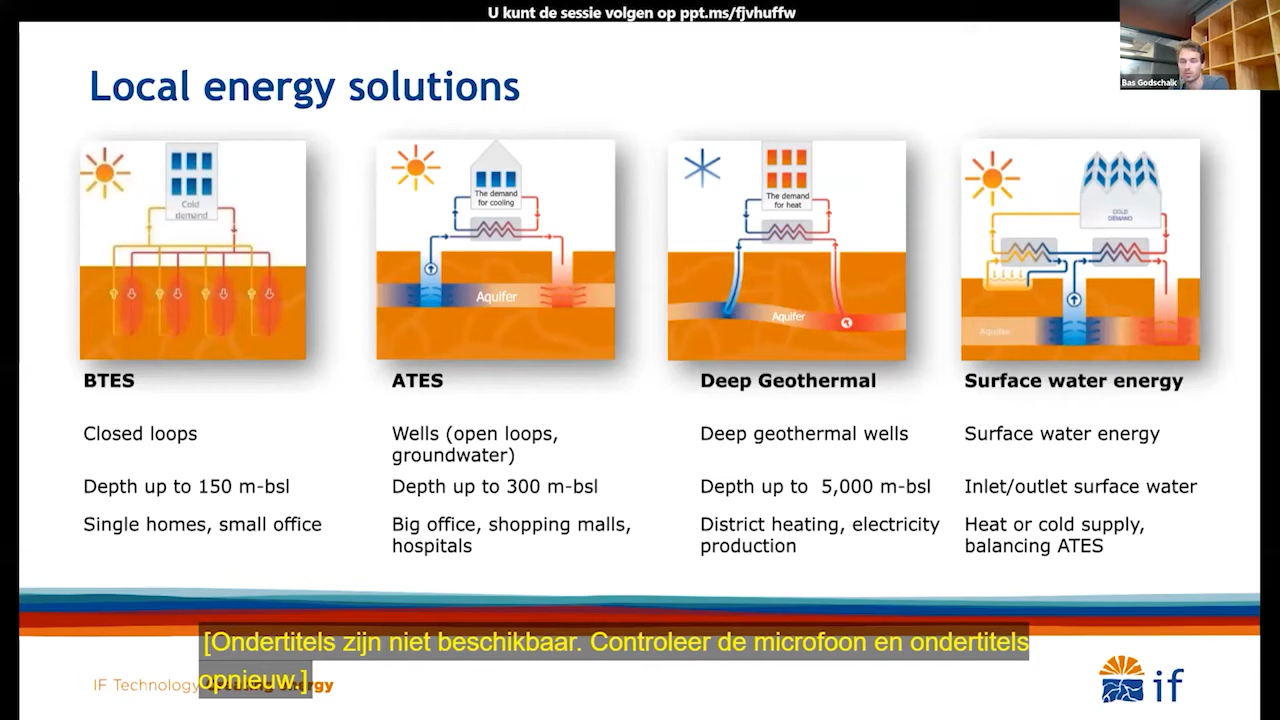 U kunt de sessie volgen op ppt.ms/fjvhuffw
Bas Godschalk
Local energy solutions
Cold
demand
The demand
for cooling
Aquifer
The demand
for heat
Aquifer
COLD
DEMAND
Aquifer
BTES
Closed loops
Depth up to 150 m-bsl
Single homes, small office
ATES
Wells (open loops,
groundwater)
Depth up to 300 m-bsl
Big office, shopping malls,
hospitals
Deep Geothermal
Deep geothermal wells
Depth up to 5,000 m-bsl
District heating, electricity
production
Surface water energy
Surface water energy
Inlet/outlet surface water
Heat or cold supply,
balancing ATES
[Ondertitels zijn niet beschikbaar. Controleer de microfoon en ondertitels
opnieuw.]
IF Technology
if